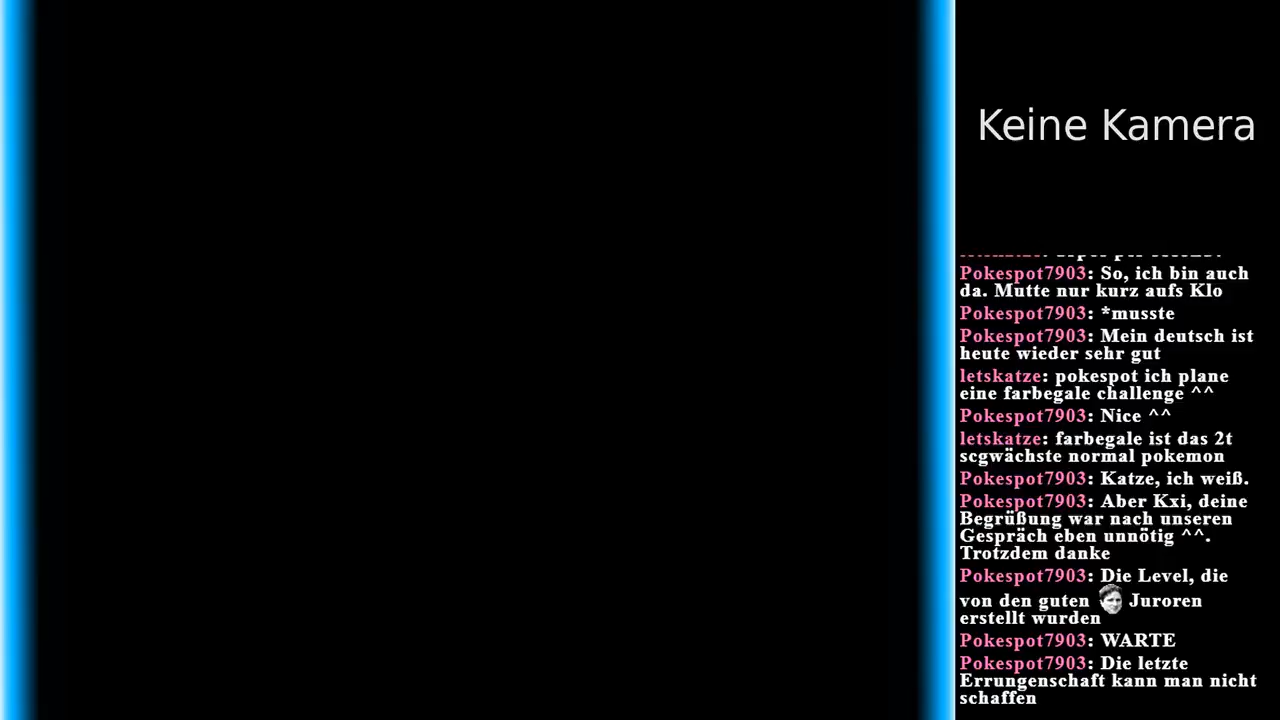 Keine Kamera
Pokespot7903: So, ich bin auch
da. Mutte nur kurz aufs Klo
Pokespot7903: *musste
Pokespot7903: Mein deutsch ist
heute wieder sehr gut
letskatze: pokespot ich plane
eine farbegale challenge ^^
Pokespot7903: Nice ^^
letskatze: farbegale ist das 2t
scgwächste normal pokemon
Pokespot7903: Katze, ich weiß.
Pokespot7903: Aber Kxi, deine
Begrüßung war nach unseren
Gespräch eben unnötig ^^.
Trotzdem danke
Pokespot7903: Die Level, die
von den guten Juroren
erstellt wurden
Pokespot7903: WARTE
Pokespot7903: Die letzte
Errungenschaft kann man nicht
schaffen